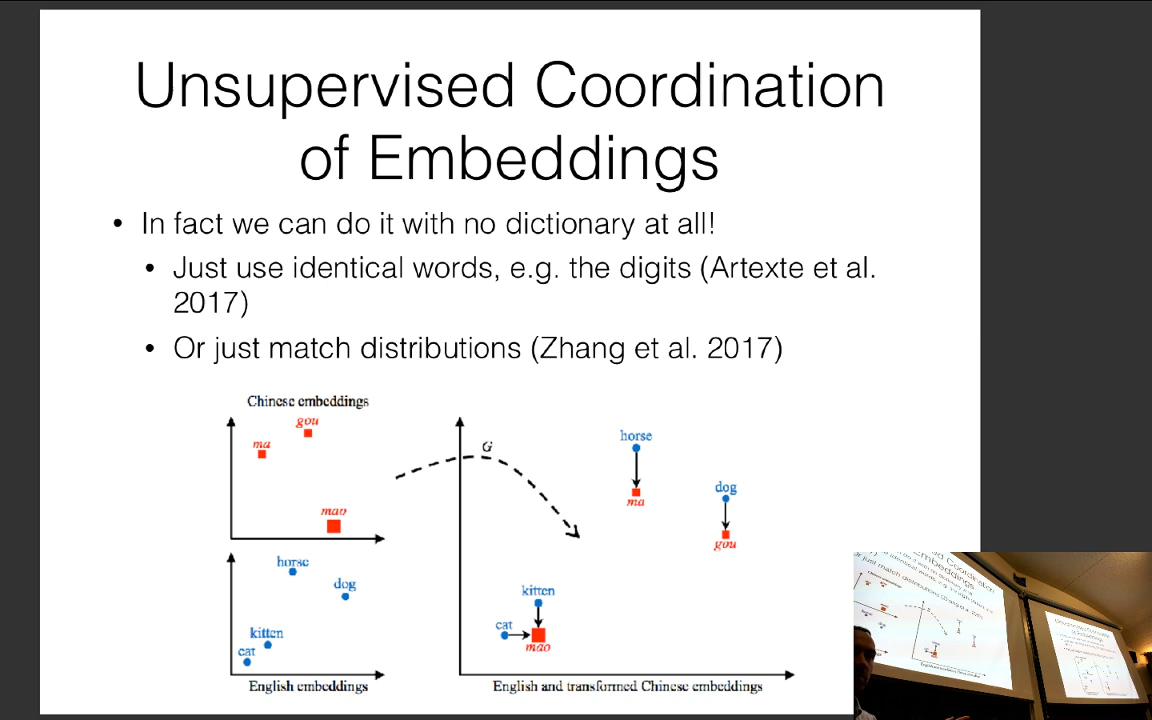 Unsupervised Coordination
of Embeddings
• In fact we can do it with no dictionary at all!
• Just use identical words, e.g. the digits (Artexte et al.
2017)
• Or just match distributions (Zhang et al. 2017)
Chinese embeddings
gou
ma
mao
horse
dog
kitten
cat
English embeddings
G
horse
ma
dog
gou
kitten
cat
mao
English and transformed Chinese embeddings